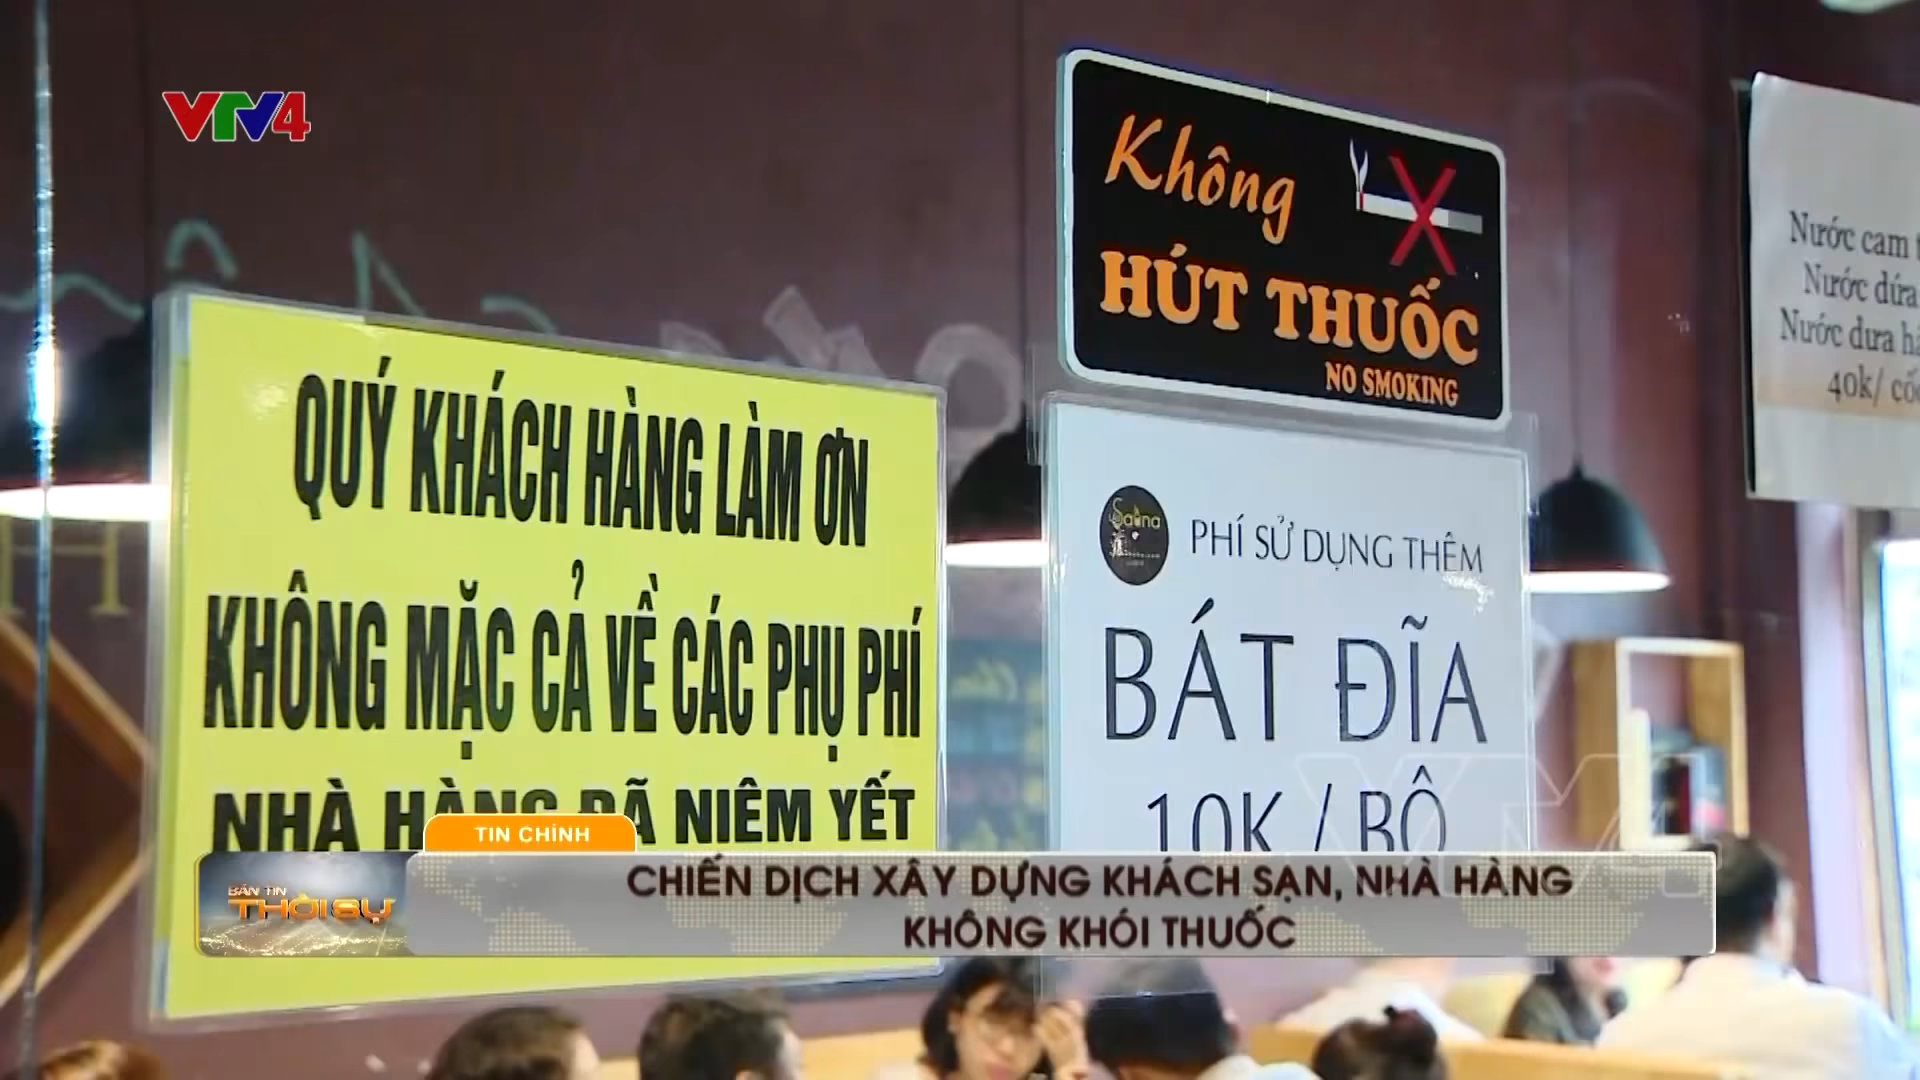 VTV4
Không
HÚT THUỐC
NO SMOKING
Nước cam
Nước dứa
Nước dưa
40k/ cố
QUÝ KHÁCH HÀNG LÀM ƠN
KHÔNG MẶC CẢ VỀ CÁC PHỤ PHÍ
NHÀ HÀNG ĐÃ NIÊM YẾT
Sauna
PHÍ SỬ DỤNG THÊM
BÁT ĐĨA
10K / BỘ
TIN CHÍNH
BẢN TIN
THỜI SỰ
CHIẾN DỊCH XÂY DỰNG KHÁCH SẠN, NHÀ HÀNG
KHÔNG KHÓI THUỐC